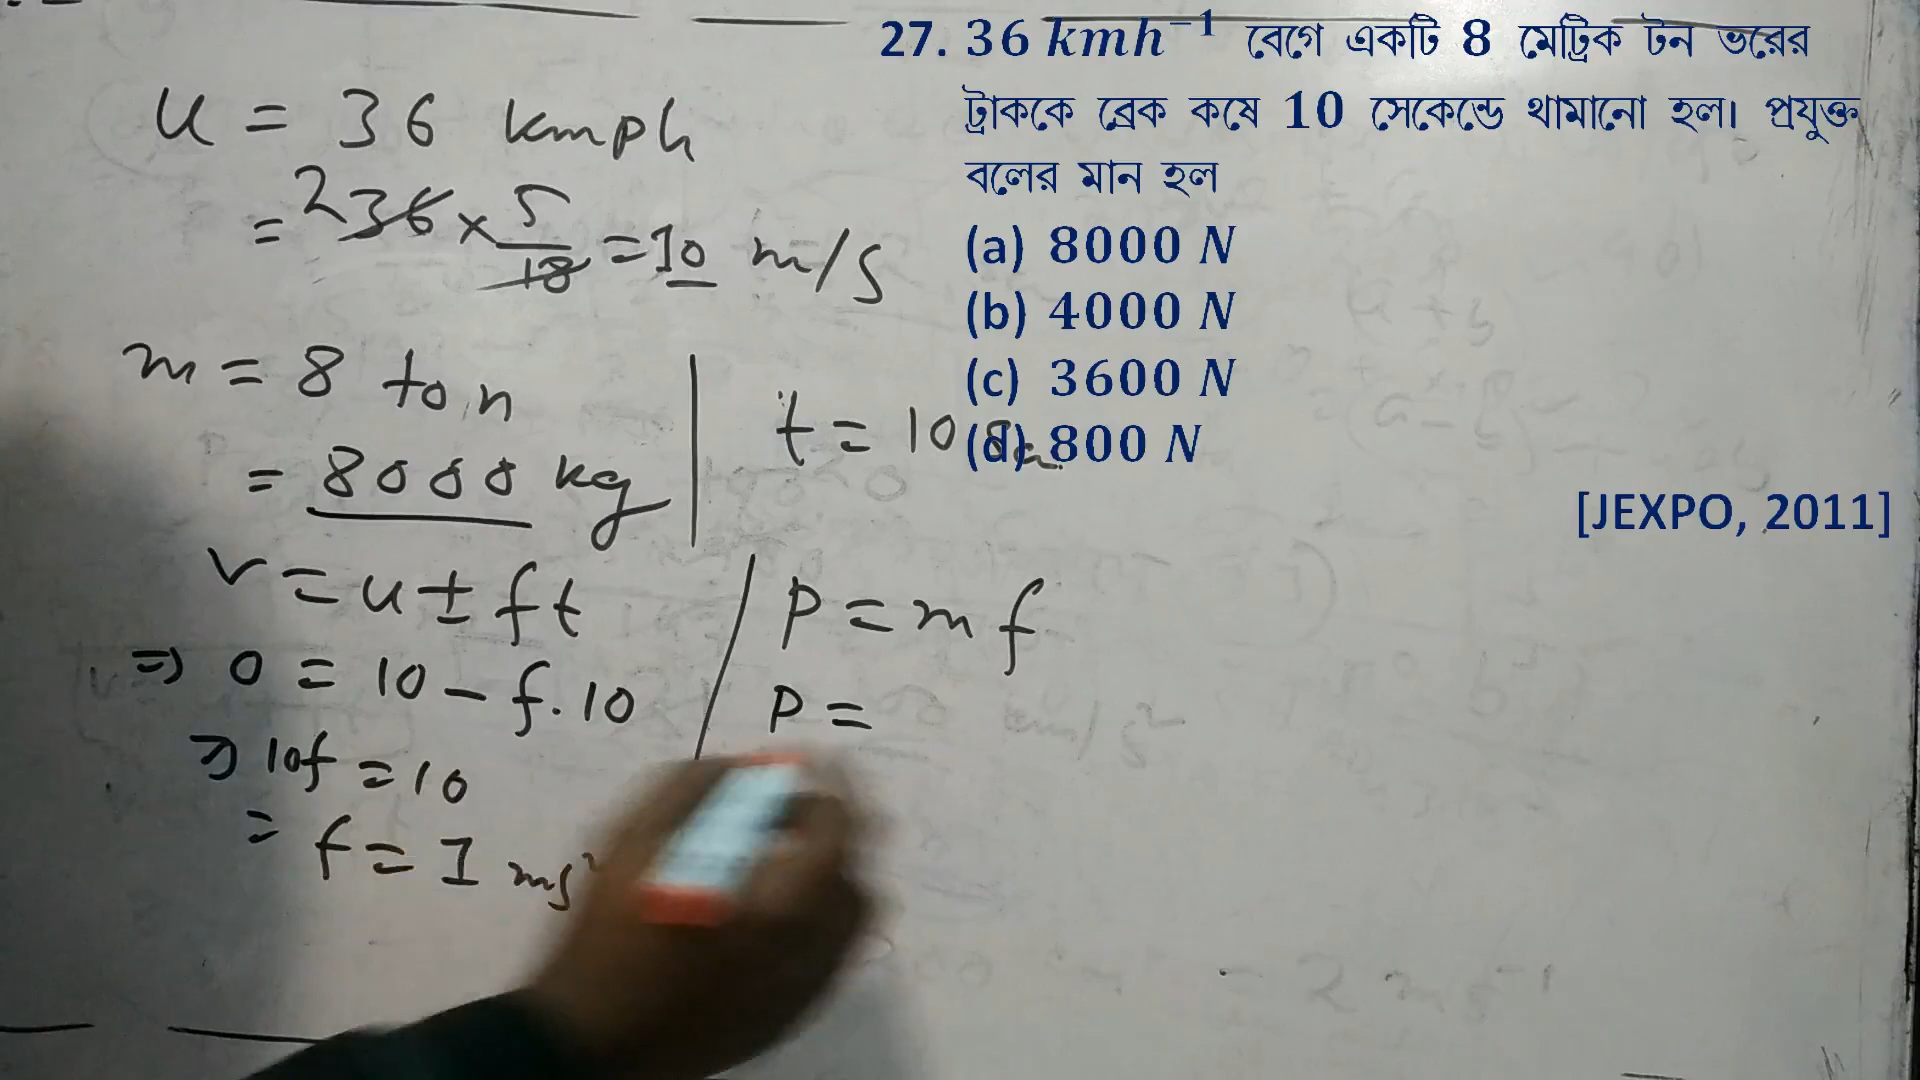 27. 36 kmh⁻¹ বেগে একটি 8 মেট্রিক টন ভরের
ট্রাককে ব্রেক কষে 10 সেকেন্ডে থামানো হল। প্রযুক্ত
বলের মান হল
(a) 8000 N
(b) 4000 N
(c) 3600 N
(d) 800 N
[JEXPO, 2011]
u = 36 kmph
= 2 36 × 5/18 = 10 m/s
m = 8 ton
= 8000 kg
t = 10
v = u ± ft
⇒ 0 = 10 - f.10
⇒ 10f = 10
= f = 1 ms
P = mf
P =